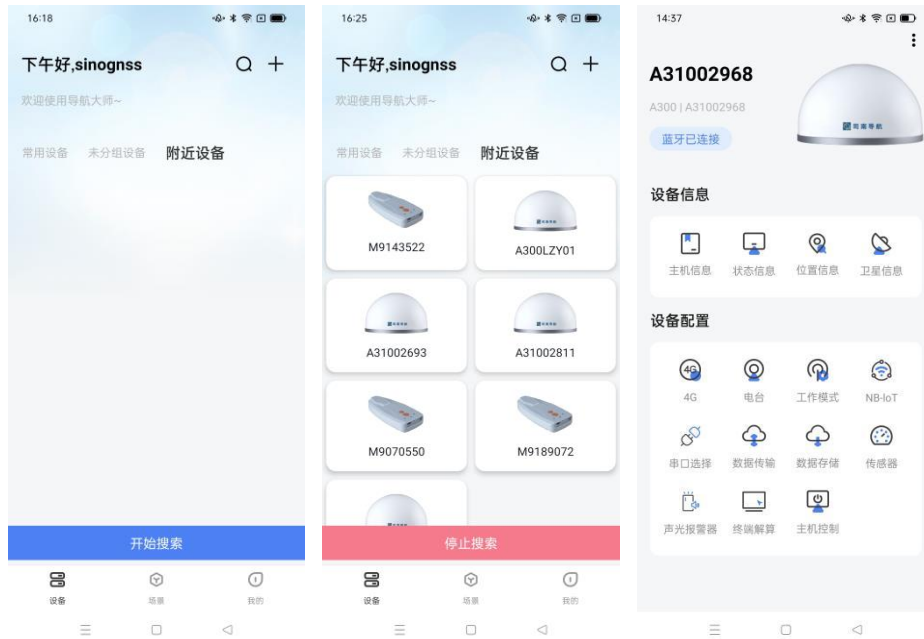 16:18
下午好,sinognss
欢迎使用导航大师~
常用设备 未分组设备 附近设备
开始搜索
设备 场景 我的
16:25
下午好,sinognss
欢迎使用导航大师~
常用设备 未分组设备 附近设备
M9143522 A300LZY01
A31002693 A31002811
M9070550 M9189072
停止搜索
设备 场景 我的
14:37
A31002968
A300 | A31002968
蓝牙已连接
司南导航
设备信息
主机信息 状态信息 位置信息 卫星信息
设备配置
4G
4G 电台 工作模式 NB-IoT
串口选择 数据传输 数据存储 传感器
声光报警器 终端解算 主机控制